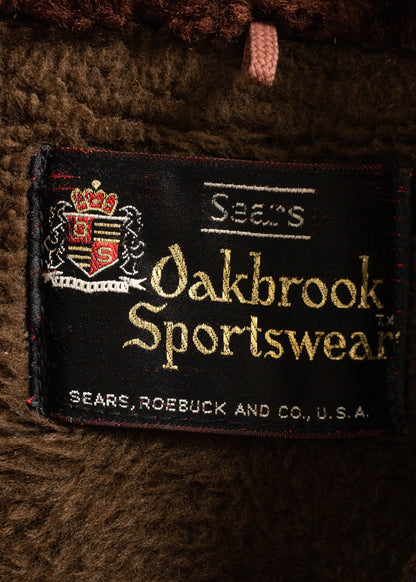 Sears
O
S
Oakbrook
Sportswear
TM
SEARS, ROEBUCK AND CO., U.S.A.